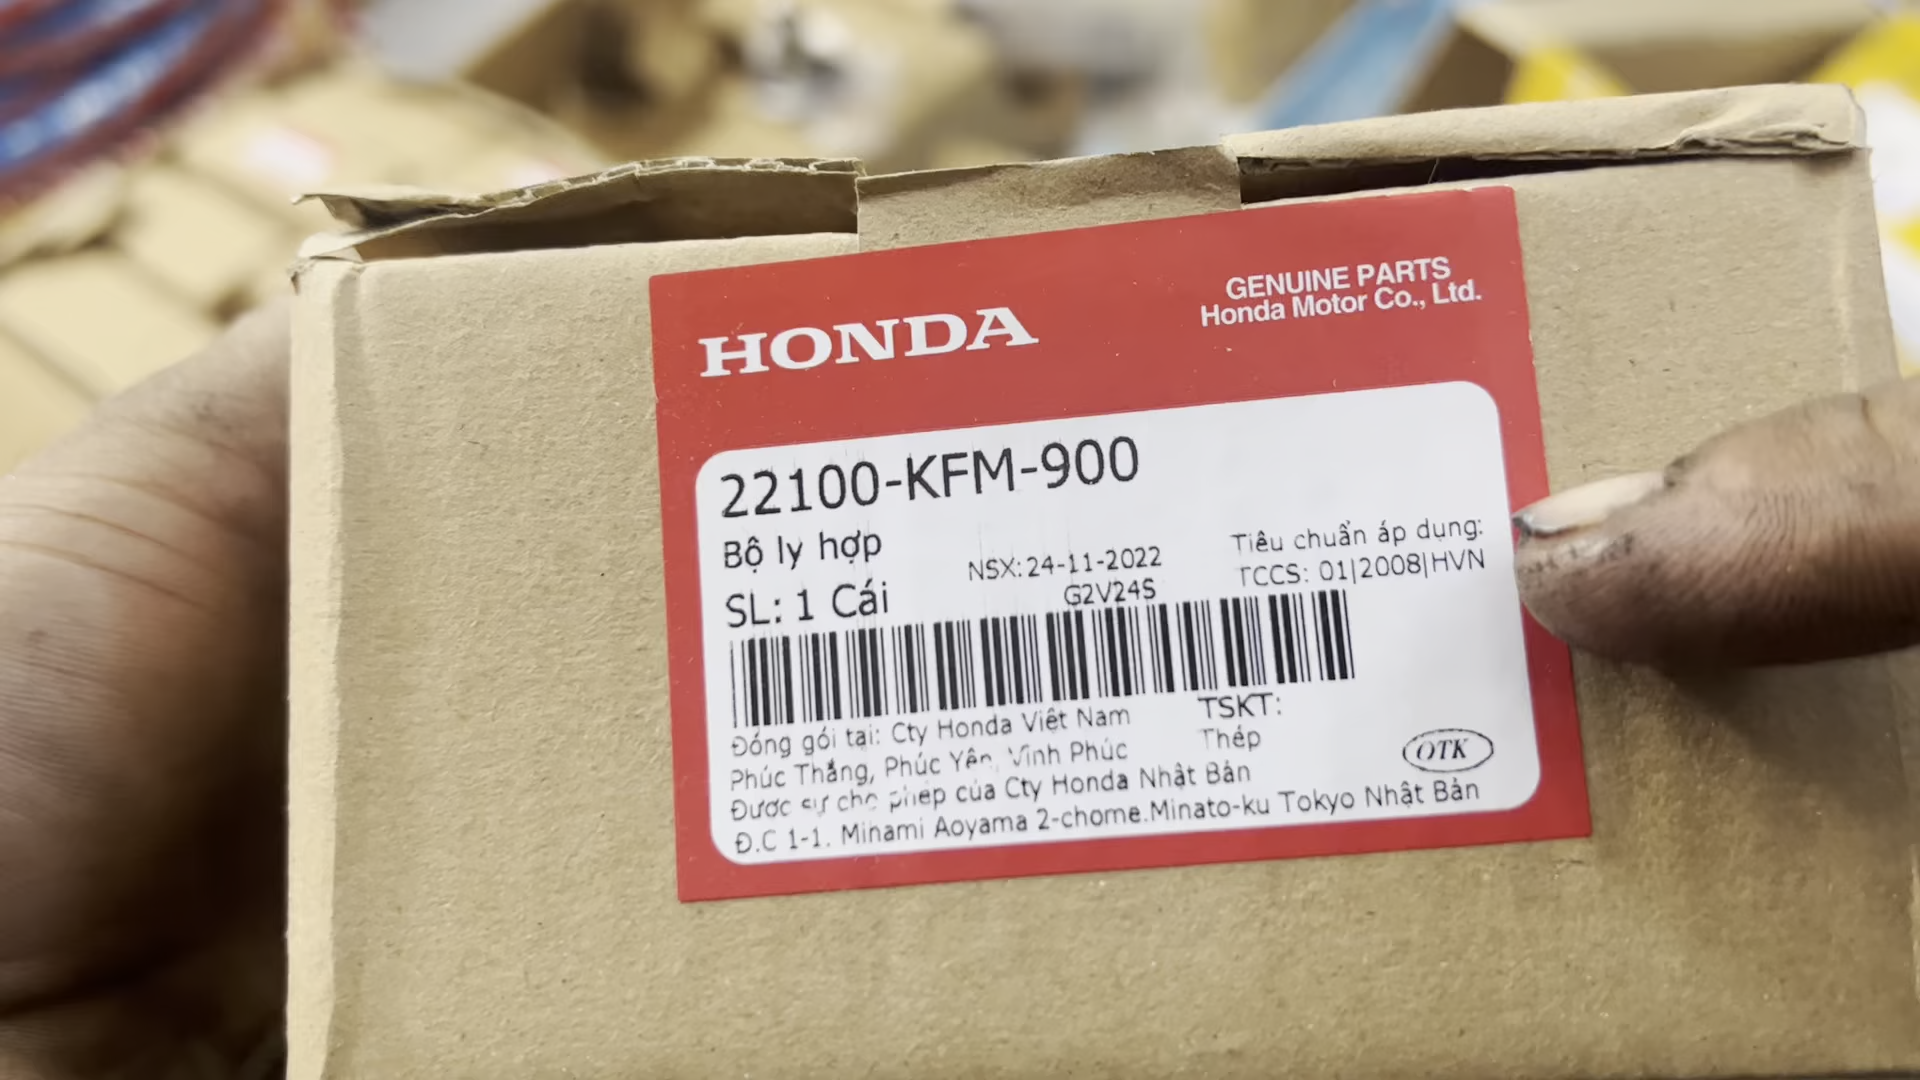 HONDA
GENUINE PARTS
Honda Motor Co., Ltd.
22100-KFM-900
Bộ ly hợp
NSX: 24-11-2022
Tiêu chuẩn áp dụng:
SL: 1 Cái
G2V24S
TCCS: 01|2008|HVN
Đóng gói tại: Cty Honda Việt Nam
TSKT:
Phúc Thắng, Phúc Yên, Vĩnh Phúc
Thép
OTK
Được sự cho phép của Cty Honda Nhật Bản
Đ.C 1-1. Minami Aoyama 2-chome.Minato-ku Tokyo Nhật Bản